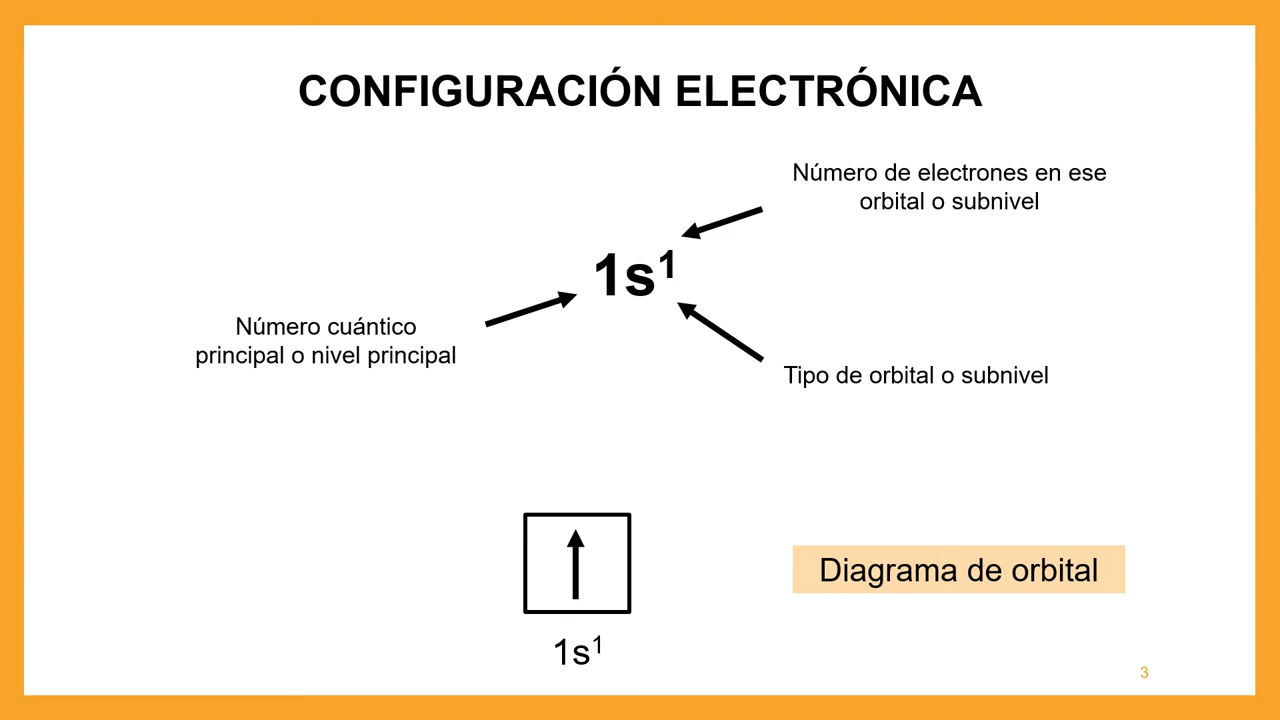 CONFIGURACIÓN ELECTRÓNICA
Número de electrones en ese
orbital o subnivel
1s¹
Número cuántico
principal o nivel principal
Tipo de orbital o subnivel
Diagrama de orbital
1s¹
3